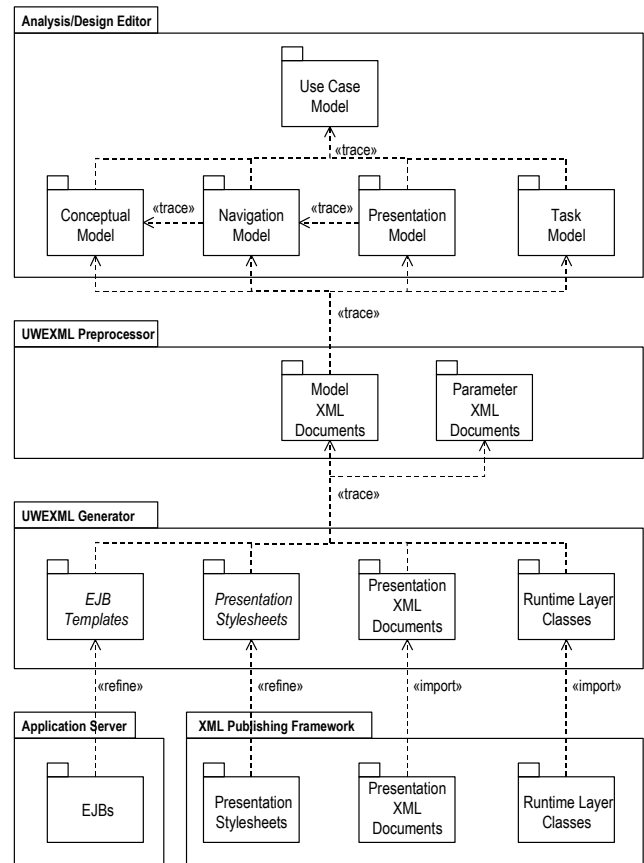 Analysis/Design Editor
Use Case
Model
«trace»
Conceptual
Model
«trace»
Navigation
Model
«trace»
Presentation
Model
Task
Model
«trace»
UWEXML Preprocessor
Model
XML
Documents
Parameter
XML
Documents
«trace»
UWEXML Generator
EJB
Templates
Presentation
Stylesheets
Presentation
XML
Documents
Runtime Layer
Classes
«refine»
«refine»
«import»
«import»
Application Server
XML Publishing Framework
EJBs
Presentation
Stylesheets
Presentation
XML
Documents
Runtime Layer
Classes